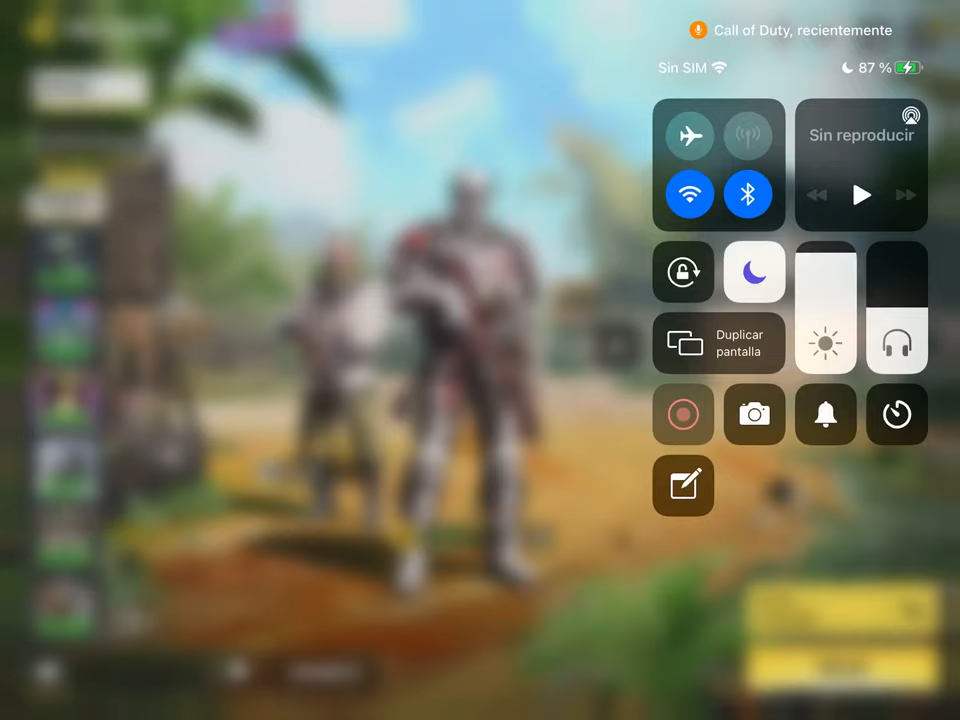 Call of Duty, recientemente
Sin SIM
87 %
Sin reproducir
Duplicar
pantalla